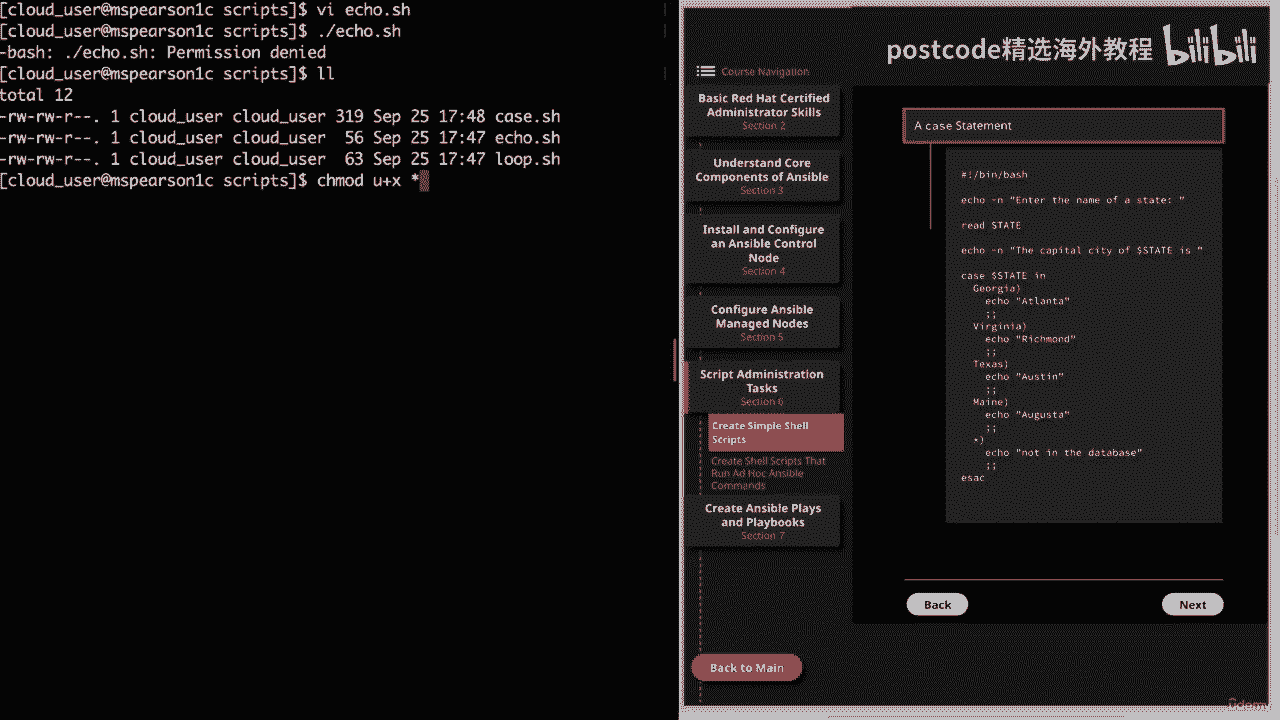 [cloud_user@mspearson1c scripts]$ vi echo.sh
[cloud_user@mspearson1c scripts]$ ./echo.sh
-bash: ./echo.sh: Permission denied
[cloud_user@mspearson1c scripts]$ ll
total 12
-rw-rw-r--. 1 cloud_user cloud_user 319 Sep 25 17:48 case.sh
-rw-rw-r--. 1 cloud_user cloud_user  56 Sep 25 17:47 echo.sh
-rw-rw-r--. 1 cloud_user cloud_user  63 Sep 25 17:47 loop.sh
[cloud_user@mspearson1c scripts]$ chmod u+x *
postcode精选海外教程 bilibili
Course Navigation
Basic Red Hat Certified
Administrator Skills
Section 2
Understand Core
Components of Ansible
Section 3
Install and Configure
an Ansible Control
Node
Section 4
Configure Ansible
Managed Nodes
Section 5
Script Administration
Tasks
Section 6
Create Simple Shell
Scripts
Create Shell Scripts That
Run Ad Hoc Ansible
Commands
Create Ansible Plays
and Playbooks
Section 7
Back to Main
A case Statement
#!/bin/bash
echo -n "Enter the name of a state: "
read STATE
echo -n "The capital city of $STATE is "
case $STATE in
  Georgia)
    echo "Atlanta"
    ;;
  Virginia)
    echo "Richmond"
    ;;
  Texas)
    echo "Austin"
    ;;
  Maine)
    echo "Augusta"
    ;;
  *)
    echo "not in the database"
    ;;
esac
Back
Next
ûdemy